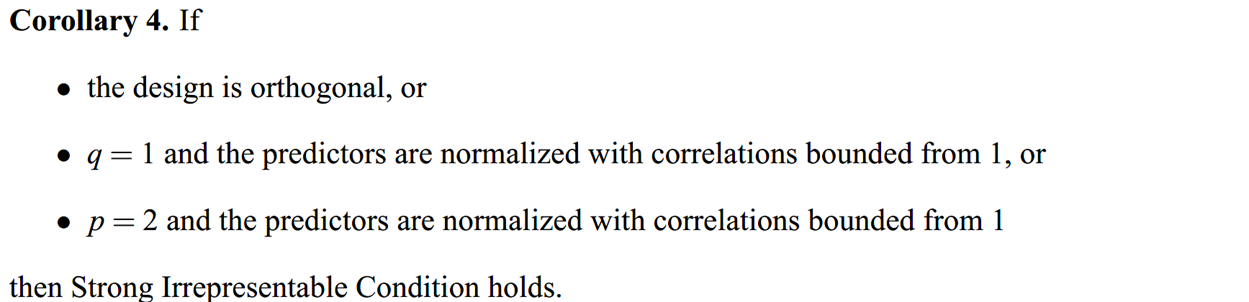 Corollary 4. If
• the design is orthogonal, or
• q = 1 and the predictors are normalized with correlations bounded from 1, or
• p = 2 and the predictors are normalized with correlations bounded from 1
then Strong Irrepresentable Condition holds.